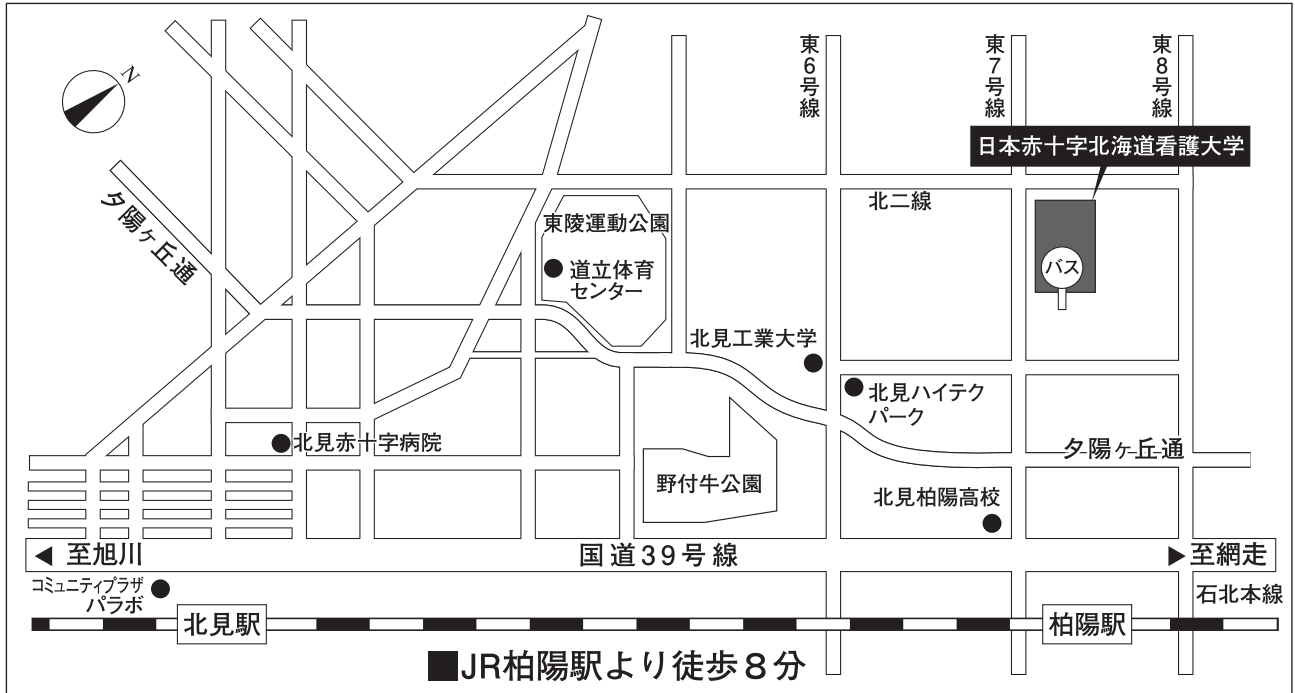 N
東6号線
東7号線
東8号線
日本赤十字北海道看護大学
夕陽ヶ丘通
北二線
東陵運動公園
道立体育
センター
バス
北見工業大学
北見ハイテク
パーク
北見赤十字病院
夕陽ヶ丘通
野付牛公園
北見柏陽高校
◀ 至旭川
国道39号線
▶至網走
コミュニティプラザ
パラボ
石北本線
北見駅
柏陽駅
■JR柏陽駅より徒歩8分